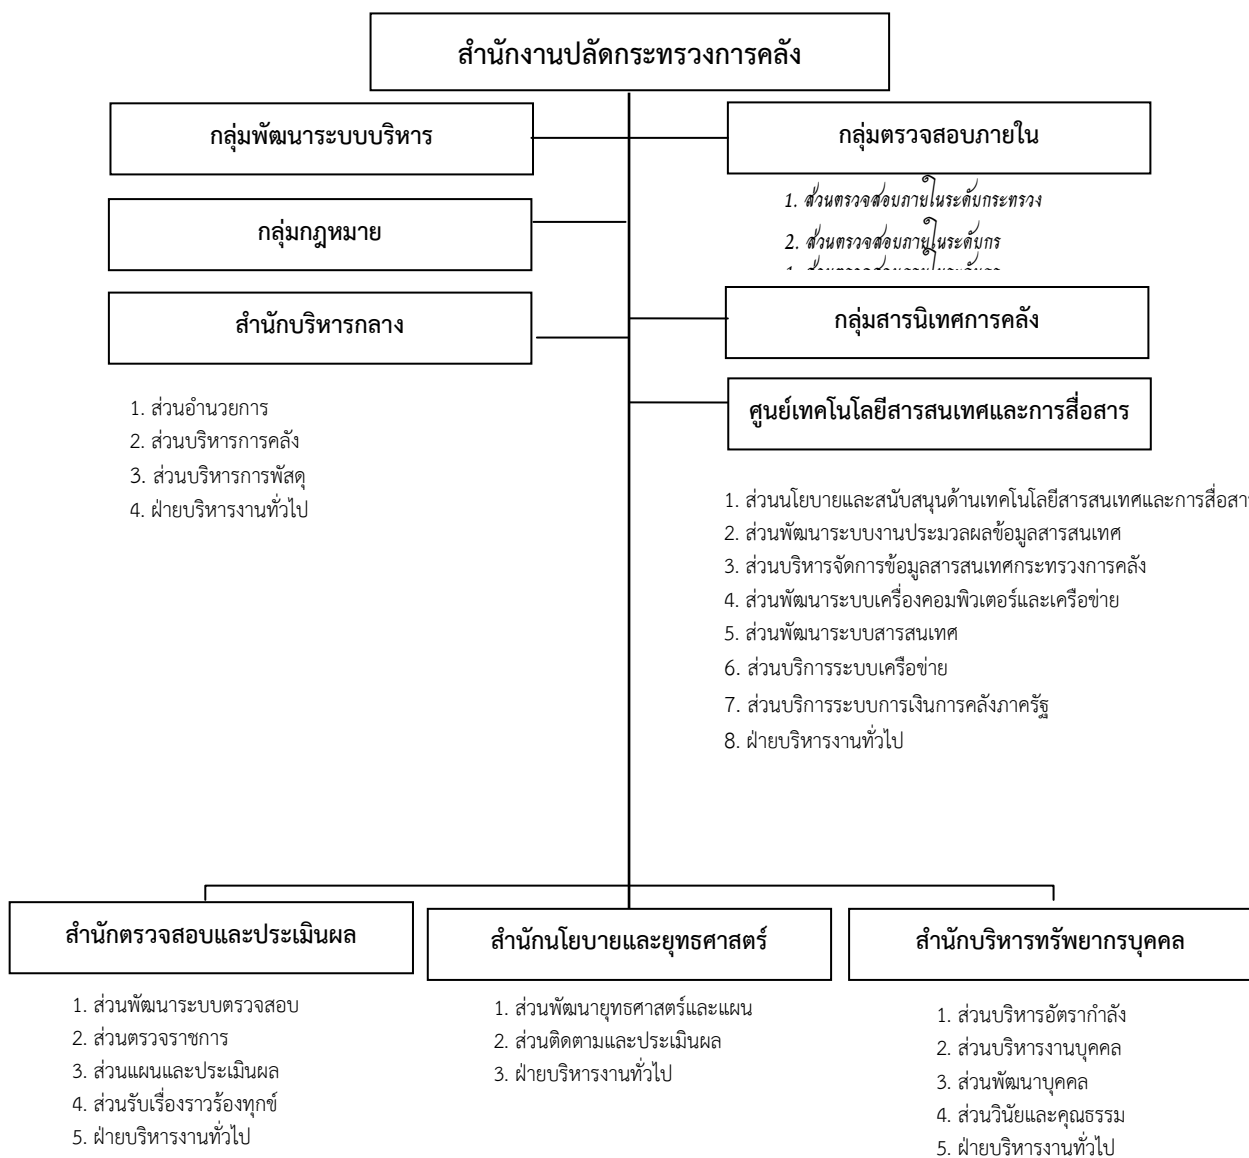 สำนักงานปลัดกระทรวงการคลัง
กลุ่มพัฒนาระบบบริหาร
กลุ่มตรวจสอบภายใน
1. ส่วนตรวจสอบภายในระดับกระทรวง
2. ส่วนตรวจสอบภายในระดับกร
กลุ่มกฎหมาย
สำนักบริหารกลาง
กลุ่มสารนิเทศการคลัง
1. ส่วนอำนวยการ
2. ส่วนบริหารการคลัง
3. ส่วนบริหารการพัสดุ
4. ฝ่ายบริหารงานทั่วไป
ศูนย์เทคโนโลยีสารสนเทศและการสื่อสาร
1. ส่วนนโยบายและสนับสนุนด้านเทคโนโลยีสารสนเทศและการสื่อสาร
2. ส่วนพัฒนาระบบงานประมวลผลข้อมูลสารสนเทศ
3. ส่วนบริหารจัดการข้อมูลสารสนเทศกระทรวงการคลัง
4. ส่วนพัฒนาระบบเครื่องคอมพิวเตอร์และเครือข่าย
5. ส่วนพัฒนาระบบสารสนเทศ
6. ส่วนบริการระบบเครือข่าย
7. ส่วนบริการระบบการเงินการคลังภาครัฐ
8. ฝ่ายบริหารงานทั่วไป
สำนักตรวจสอบและประเมินผล
1. ส่วนพัฒนาระบบตรวจสอบ
2. ส่วนตรวจราชการ
3. ส่วนแผนและประเมินผล
4. ส่วนรับเรื่องราวร้องทุกข์
5. ฝ่ายบริหารงานทั่วไป
สำนักนโยบายและยุทธศาสตร์
1. ส่วนพัฒนายุทธศาสตร์และแผน
2. ส่วนติดตามและประเมินผล
3. ฝ่ายบริหารงานทั่วไป
สำนักบริหารทรัพยากรบุคคล
1. ส่วนบริหารอัตรากำลัง
2. ส่วนบริหารงานบุคคล
3. ส่วนพัฒนาบุคคล
4. ส่วนวินัยและคุณธรรม
5. ฝ่ายบริหารงานทั่วไป